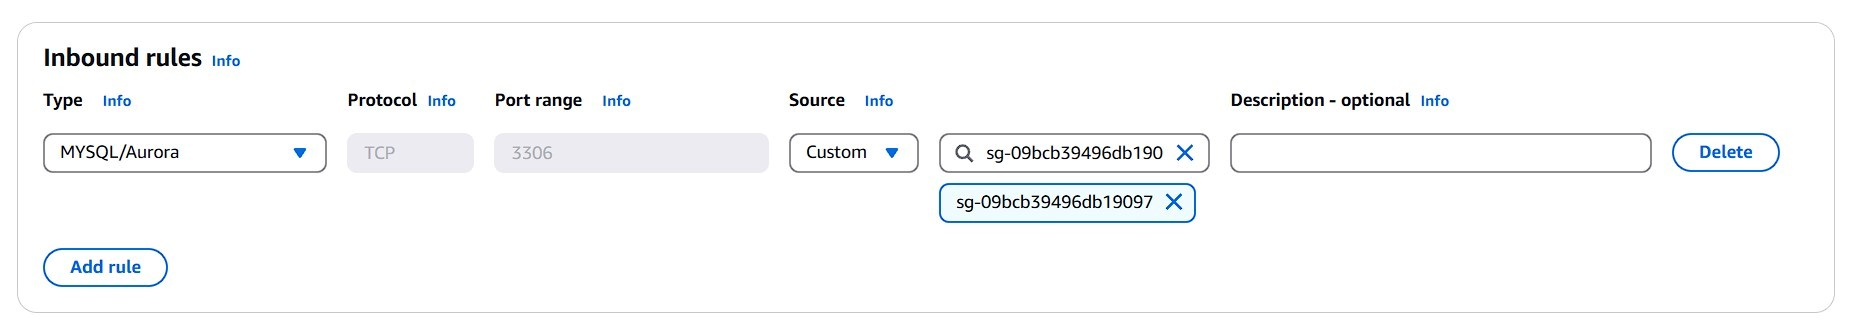 Inbound rules Info
Type Info Protocol Info Port range Info Source Info Description - optional Info
MYSQL/Aurora TCP 3306 Custom sg-09bcb39496db190 Delete
sg-09bcb39496db19097
Add rule